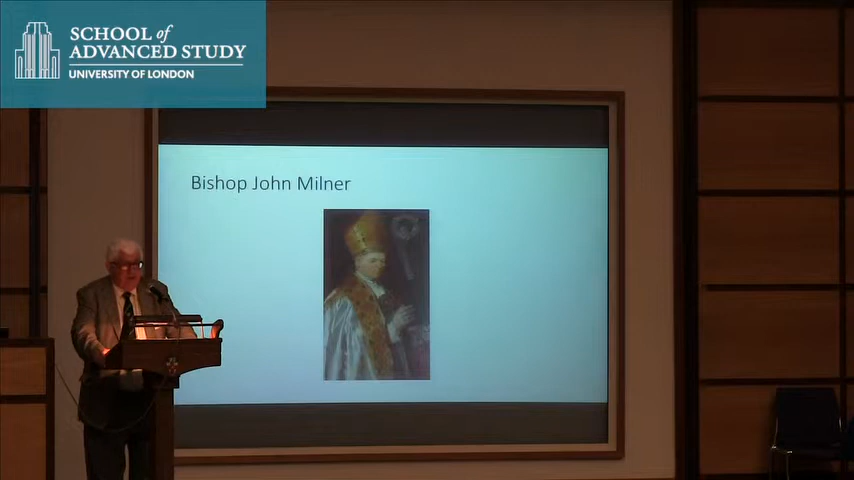 SCHOOL of
ADVANCED STUDY
UNIVERSITY OF LONDON
Bishop John Milner